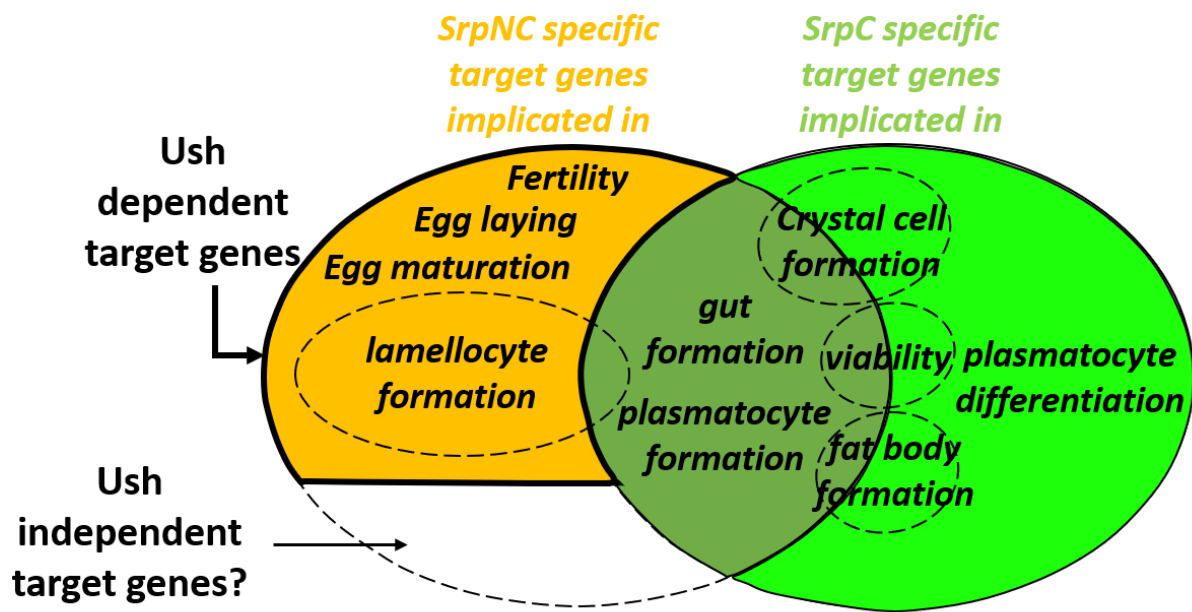 SrpNC specific
target genes
implicated in
SrpC specific
target genes
implicated in
Ush
dependent
target genes
Fertility
Egg laying
Egg maturation
lamellocyte
formation
gut
formation
plasmatocyte
formation
Crystal cell
formation
viability
fat body
formation
plasmatocyte
differentiation
Ush
independent
target genes?